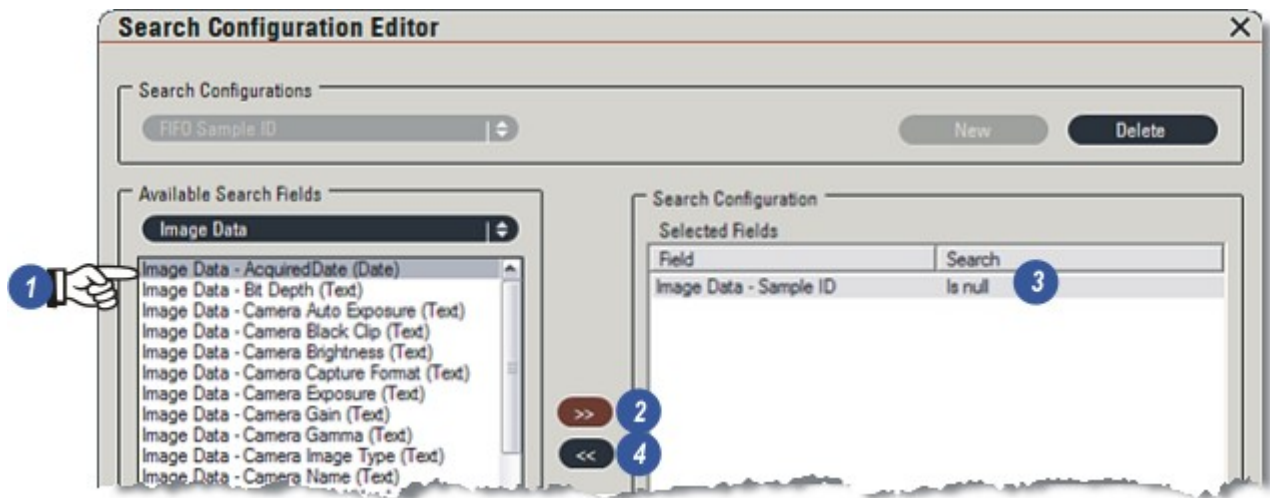 Search Configuration Editor
Search Configurations
FIFO Sample ID
New
Delete
Available Search Fields
Image Data
Image Data - AcquiredDate (Date)
Image Data - Bit Depth (Text)
Image Data - Camera Auto Exposure (Text)
Image Data - Camera Black Clip (Text)
Image Data - Camera Brightness (Text)
Image Data - Camera Capture Format (Text)
Image Data - Camera Exposure (Text)
Image Data - Camera Gain (Text)
Image Data - Camera Gamma (Text)
Image Data - Camera Image Type (Text)
Image Data - Camera Name (Text)
1
>> 2
<< 4
Search Configuration
Selected Fields
Field Search
Image Data - Sample ID Is null 3